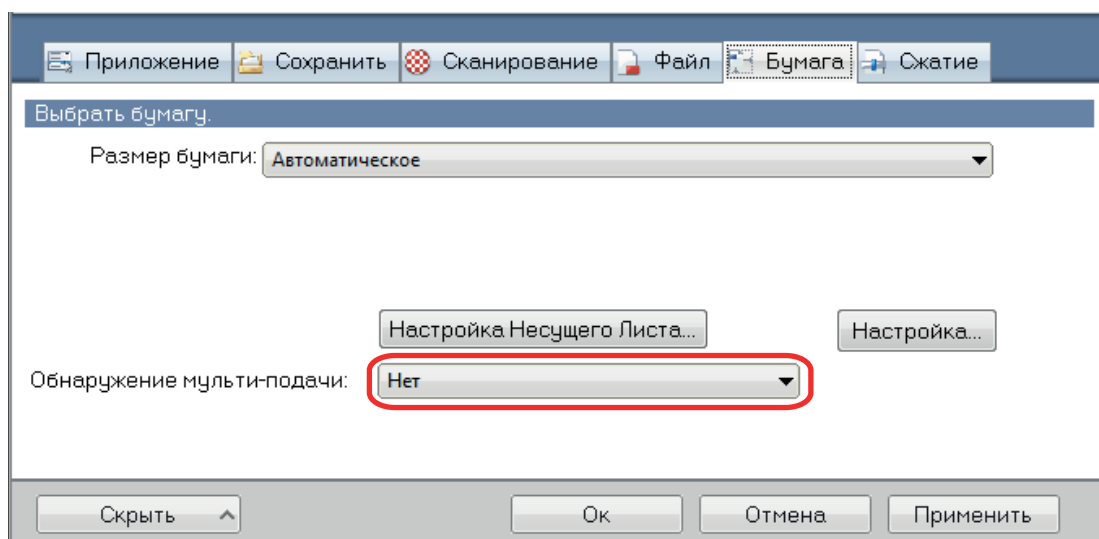 Приложение Сохранить Сканирование Файл Бумага Сжатие
Выбрать бумагу.
Размер бумаги: Автоматическое
Настройка Несущего Листа... Настройка...
Обнаружение мульти-подачи: Нет
Скрыть Ок Отмена Применить